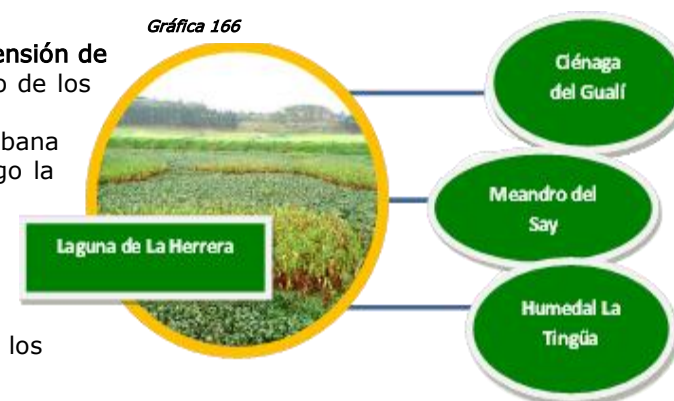 Gráfica 166
ensión de
o de los
bana
go la
los
Laguna de La Herrera
Ciénaga
del Gualí
Meandro del
Say
Humedal La
Tingüa